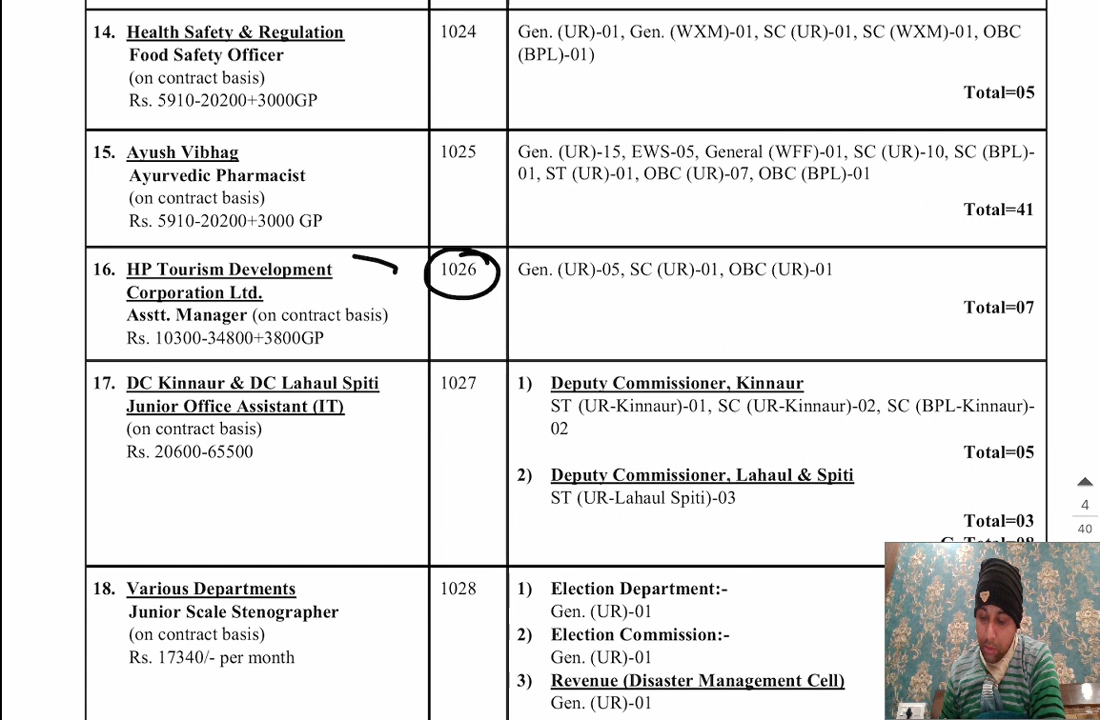 14. Health Safety & Regulation
Food Safety Officer
(on contract basis)
Rs. 5910-20200+3000GP
1024
Gen. (UR)-01, Gen. (WXM)-01, SC (UR)-01, SC (WXM)-01, OBC
(BPL)-01)
Total=05
15. Ayush Vibhag
Ayurvedic Pharmacist
(on contract basis)
Rs. 5910-20200+3000 GP
1025
Gen. (UR)-15, EWS-05, General (WFF)-01, SC (UR)-10, SC (BPL)-
01, ST (UR)-01, OBC (UR)-07, OBC (BPL)-01
Total=41
16. HP Tourism Development
Corporation Ltd.
Asstt. Manager (on contract basis)
Rs. 10300-34800+3800GP
1026
Gen. (UR)-05, SC (UR)-01, OBC (UR)-01
Total=07
17. DC Kinnaur & DC Lahaul Spiti
Junior Office Assistant (IT)
(on contract basis)
Rs. 20600-65500
1027
1) Deputy Commissioner, Kinnaur
ST (UR-Kinnaur)-01, SC (UR-Kinnaur)-02, SC (BPL-Kinnaur)-
02
Total=05
2) Deputy Commissioner, Lahaul & Spiti
ST (UR-Lahaul Spiti)-03
Total=03
18. Various Departments
Junior Scale Stenographer
(on contract basis)
Rs. 17340/- per month
1028
1) Election Department:-
Gen. (UR)-01
2) Election Commission:-
Gen. (UR)-01
3) Revenue (Disaster Management Cell)
Gen. (UR)-01
4
40